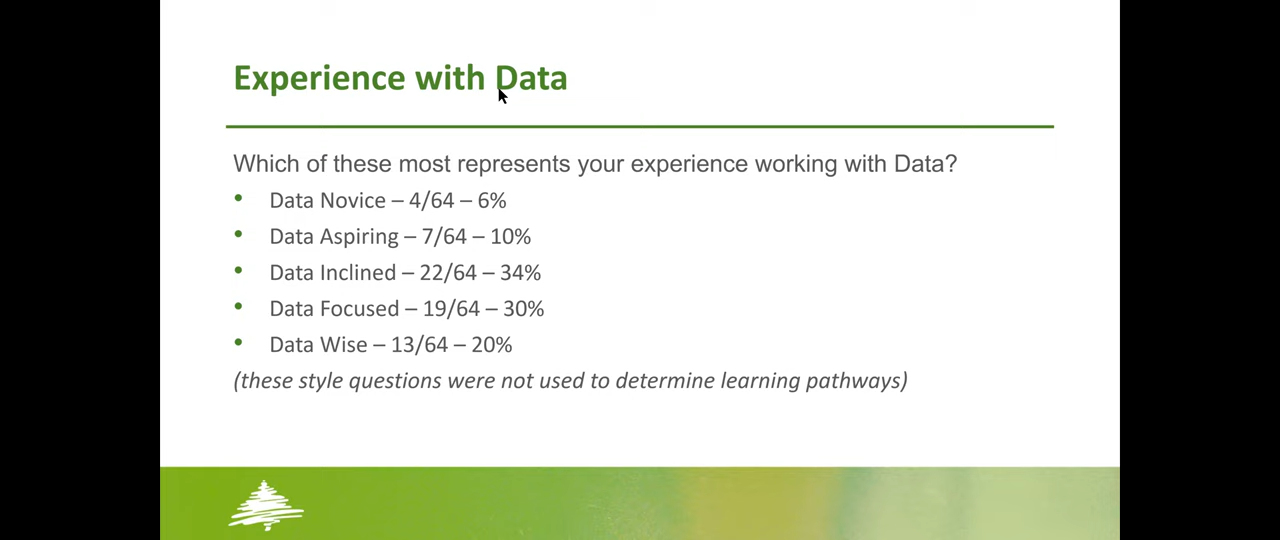 Experience with Data
Which of these most represents your experience working with Data?
• Data Novice – 4/64 – 6%
• Data Aspiring – 7/64 – 10%
• Data Inclined – 22/64 – 34%
• Data Focused – 19/64 – 30%
• Data Wise – 13/64 – 20%
(these style questions were not used to determine learning pathways)